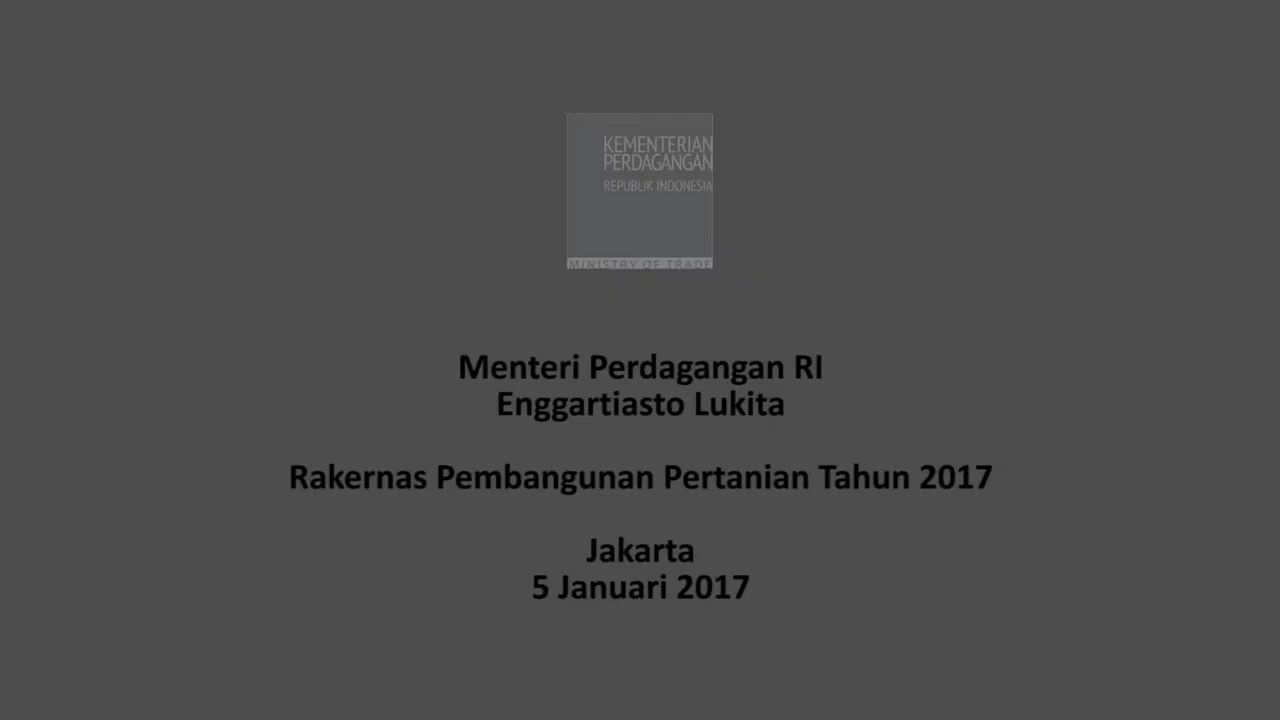 KEMENTERIAN
PERDAGANGAN
REPUBLIK INDONESIA
MINISTRY OF TRADE
Menteri Perdagangan RI
Enggartiasto Lukita
Rakernas Pembangunan Pertanian Tahun 2017
Jakarta
5 Januari 2017